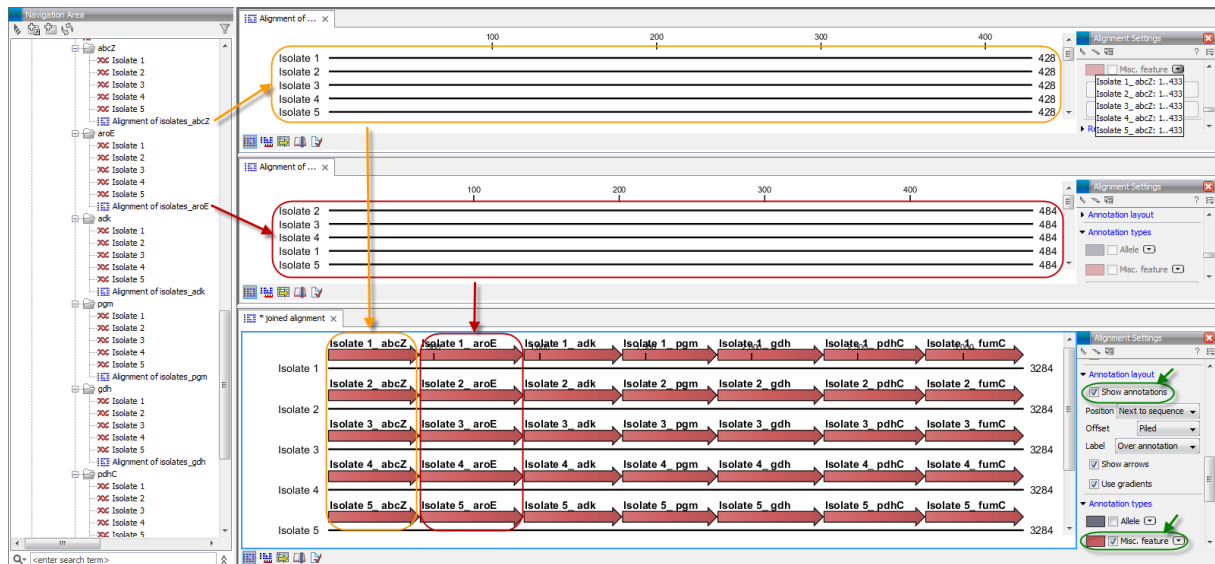 Navigation Area
abcZ
Isolate 1
Isolate 2
Isolate 3
Isolate 4
Isolate 5
Alignment of isolates_abcZ
aroE
Isolate 1
Isolate 2
Isolate 3
Isolate 4
Isolate 5
Alignment of isolates_aroE
adk
Isolate 1
Isolate 2
Isolate 3
Isolate 4
Isolate 5
Alignment of isolates_adk
pgm
Isolate 1
Isolate 2
Isolate 3
Isolate 4
Isolate 5
Alignment of isolates_pgm
gdh
Isolate 1
Isolate 2
Isolate 3
Isolate 4
Isolate 5
Alignment of isolates_gdh
pdhC
Isolate 1
Isolate 2
Isolate 3
Isolate 4
Isolate 5
<enter search term>
Alignment of ...
100 200 300 400
Isolate 1 428
Isolate 2 428
Isolate 3 428
Isolate 4 428
Isolate 5 428
Alignment Settings
?
Misc. feature
Isolate 1_ abcZ: 1..433
Isolate 2_ abcZ: 1..433
Isolate 3_ abcZ: 1..433
Isolate 4_ abcZ: 1..433
Isolate 5_ abcZ: 1..433
Alignment of ...
100 200 300 400
Isolate 2 484
Isolate 3 484
Isolate 4 484
Isolate 1 484
Isolate 5 484
Alignment Settings
?
Annotation layout
Annotation types
Allele
Misc. feature
* joined alignment
Isolate 1_ abcZ Isolate 1_ aroE Isolate 1_ adk Isolate 1_ pgm Isolate 1_ gdh Isolate 1_ pdhC Isolate 1_ fumC
Isolate 1 3284
Isolate 2_ abcZ Isolate 2_ aroE Isolate 2_ adk Isolate 2_ pgm Isolate 2_ gdh Isolate 2_ pdhC Isolate 2_ fumC
Isolate 2 3284
Isolate 3_ abcZ Isolate 3_ aroE Isolate 3_ adk Isolate 3_ pgm Isolate 3_ gdh Isolate 3_ pdhC Isolate 3_ fumC
Isolate 3 3284
Isolate 4_ abcZ Isolate 4_ aroE Isolate 4_ adk Isolate 4_ pgm Isolate 4_ gdh Isolate 4_ pdhC Isolate 4_ fumC
Isolate 4 3284
Isolate 5_ abcZ Isolate 5_ aroE Isolate 5_ adk Isolate 5_ pgm Isolate 5_ gdh Isolate 5_ pdhC Isolate 5_ fumC
Isolate 5 3284
Alignment Settings
?
Annotation layout
Show annotations
Position Next to sequence
Offset Piled
Label Over annotation
Show arrows
Use gradients
Annotation types
Allele
Misc. feature